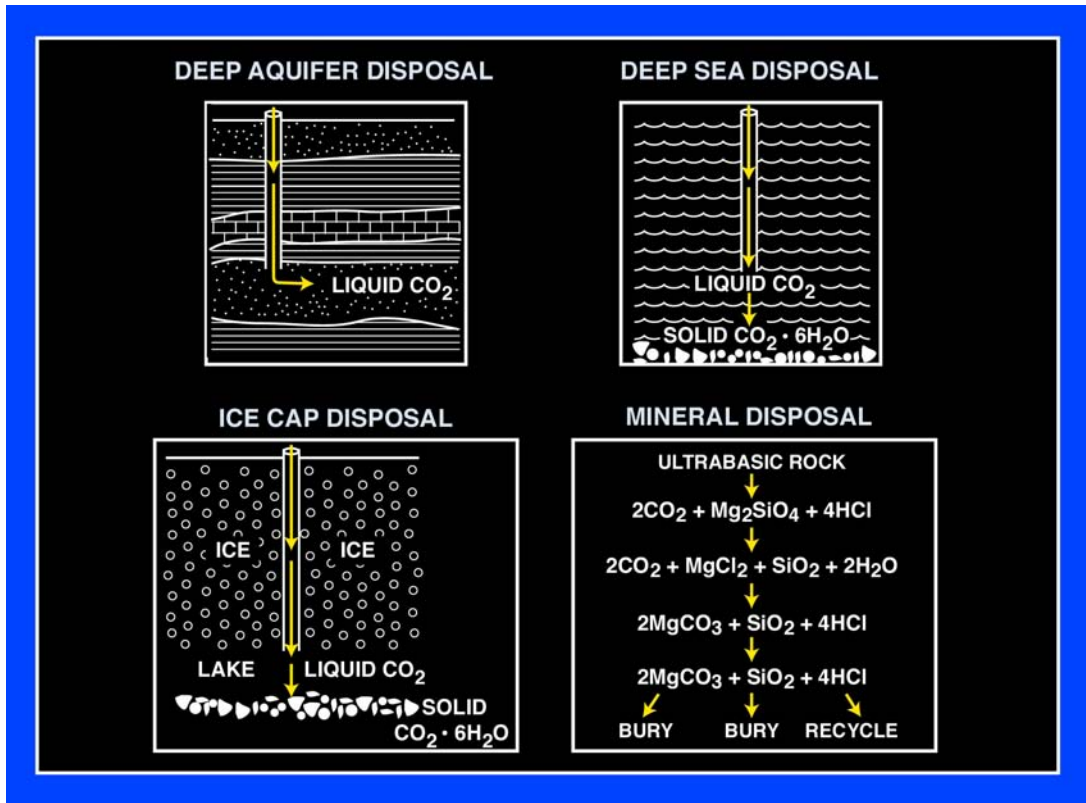 DEEP AQUIFER DISPOSAL
LIQUID CO₂
DEEP SEA DISPOSAL
LIQUID CO₂
SOLID CO₂ • 6H₂O
ICE CAP DISPOSAL
ICE ICE
LAKE LIQUID CO₂
SOLID
CO₂ • 6H₂O
MINERAL DISPOSAL
ULTRABASIC ROCK
2CO₂ + Mg₂SiO₄ + 4HCl
2CO₂ + MgCl₂ + SiO₂ + 2H₂O
2MgCO₃ + SiO₂ + 4HCl
2MgCO₃ + SiO₂ + 4HCl
BURY BURY RECYCLE